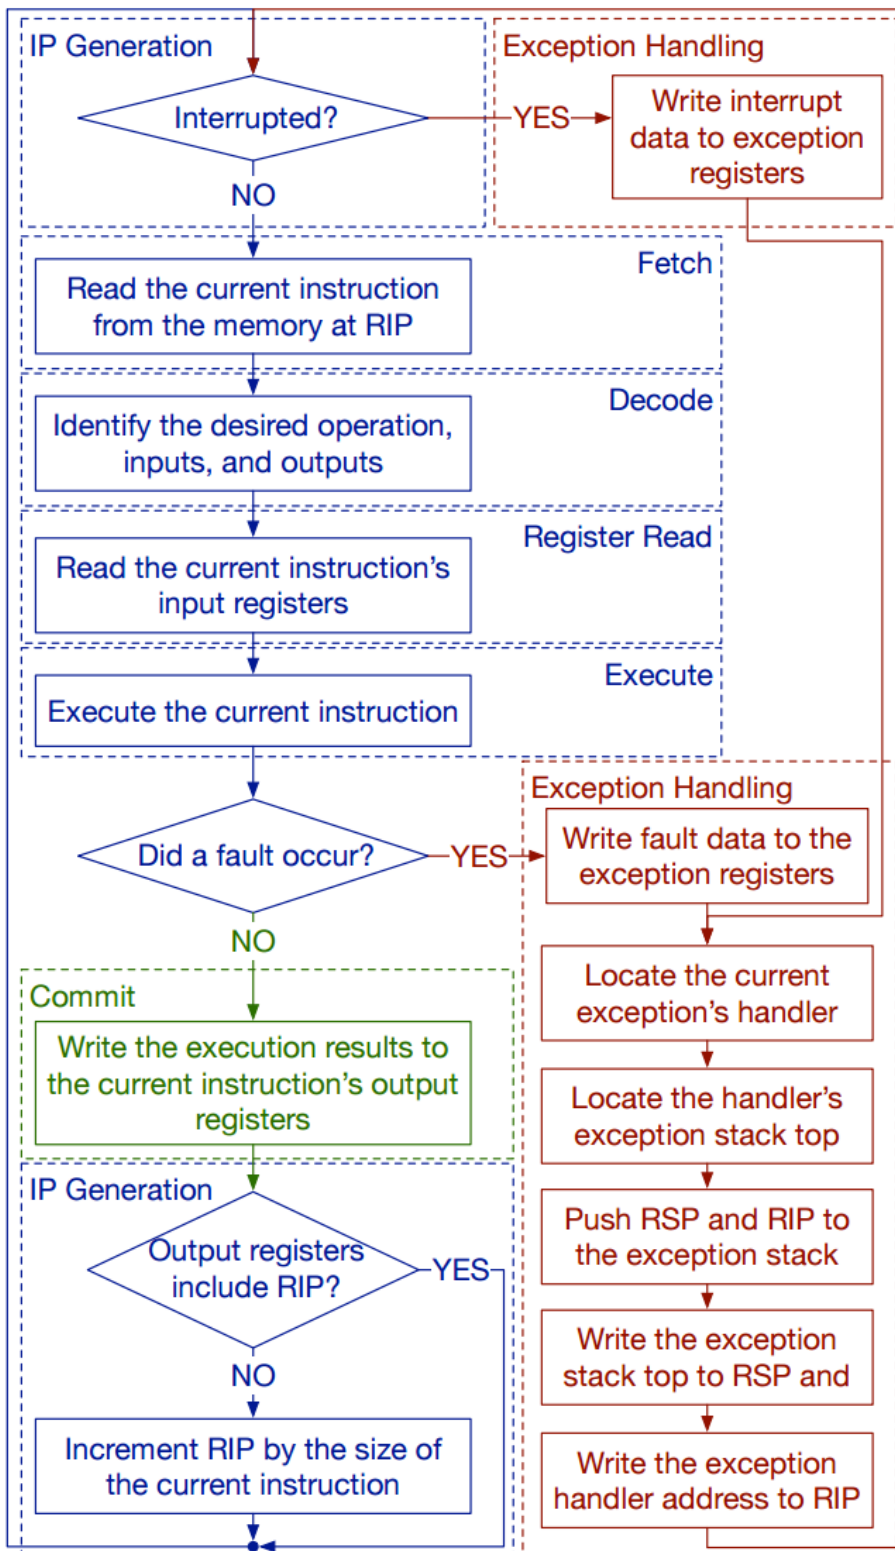 IP Generation
Exception Handling
Interrupted?
YES
Write interrupt
data to exception
registers
NO
Fetch
Read the current instruction
from the memory at RIP
Decode
Identify the desired operation,
inputs, and outputs
Register Read
Read the current instruction's
input registers
Execute
Execute the current instruction
Exception Handling
Did a fault occur?
YES
Write fault data to the
exception registers
NO
Locate the current
exception's handler
Commit
Write the execution results to
the current instruction's output
registers
Locate the handler's
exception stack top
IP Generation
Output registers
include RIP?
YES
Push RSP and RIP to
the exception stack
NO
Write the exception
stack top to RSP and
Increment RIP by the size of
the current instruction
Write the exception
handler address to RIP